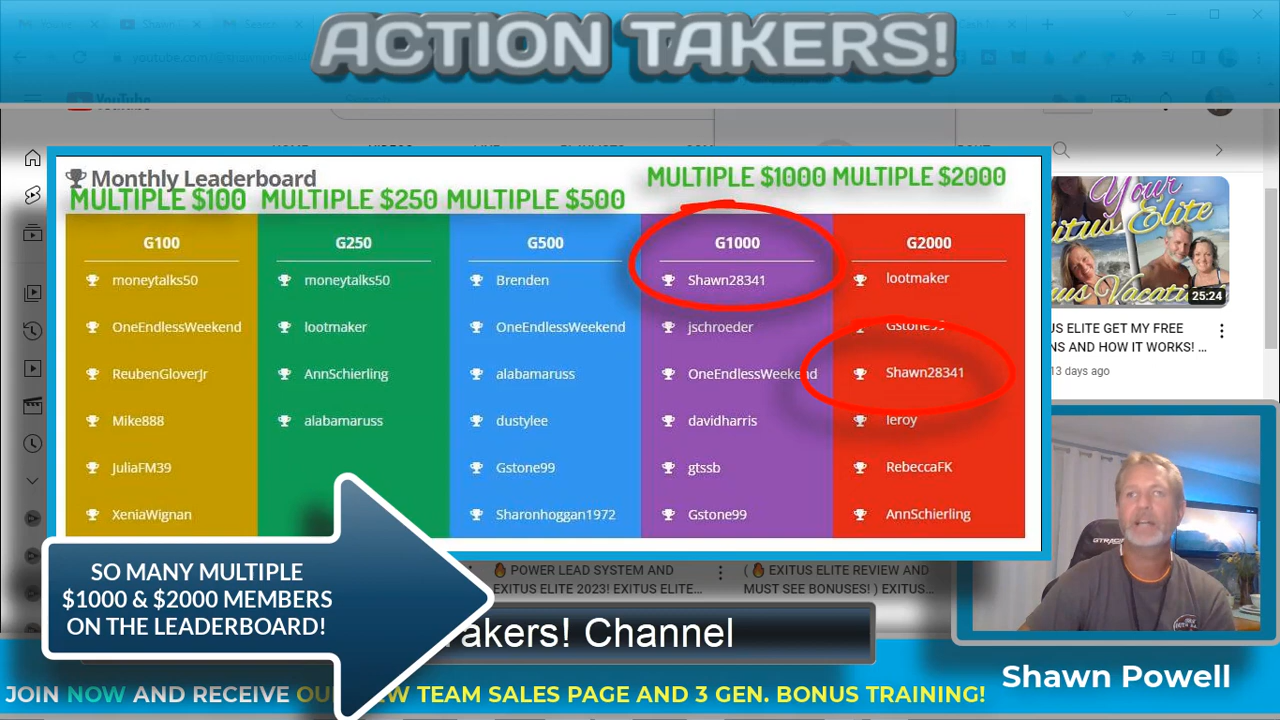 ACTION TAKERS!
Monthly Leaderboard
MULTIPLE $100 MULTIPLE $250 MULTIPLE $500 MULTIPLE $1000 MULTIPLE $2000
G100 G250 G500 G1000 G2000
moneytalks50 moneytalks50 Brenden Shawn28341 lootmaker
OneEndlessWeekend lootmaker OneEndlessWeekend jschroeder Gstone99
ReubenGloverJr AnnSchierling alabamaruss OneEndlessWeekend Shawn28341
Mike888 alabamaruss dustylee davidharris leroy
JuliaFM39 Gstone99 gtssb RebeccaFK
XeniaWignan Sharonhoggan1972 Gstone99 AnnSchierling
Your
Exitus Elite
25:24
US ELITE GET MY FREE
NS AND HOW IT WORKS! ...
13 days ago
SO MANY MULTIPLE
$1000 & $2000 MEMBERS
ON THE LEADERBOARD!
POWER LEAD SYSTEM AND
EXITUS ELITE 2023! EXITUS ELITE...
( EXITUS ELITE REVIEW AND
MUST SEE BONUSES! ) EXITUS...
Takers! Channel
GTRACING
Shawn Powell
JOIN NOW AND RECEIVE OUR NEW TEAM SALES PAGE AND 3 GEN. BONUS TRAINING!